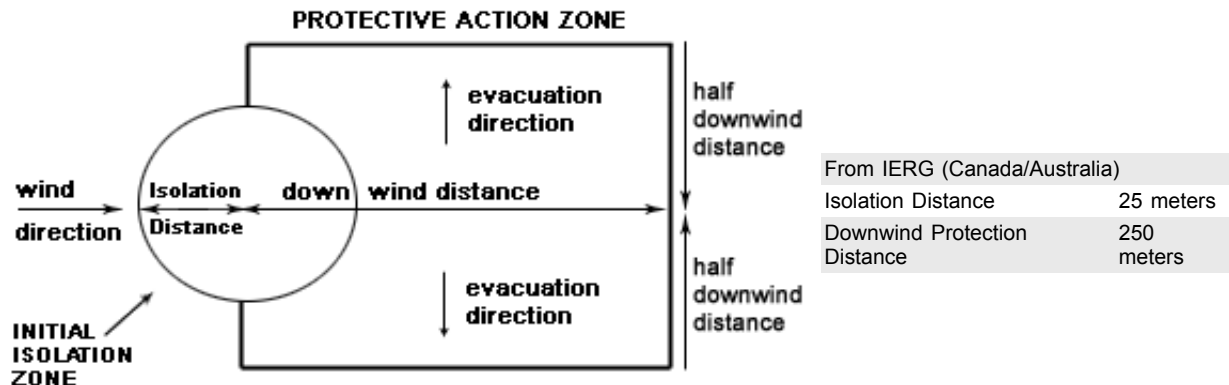 PROTECTIVE ACTION ZONE
evacuation
direction
half
downwind
distance
wind
direction
Isolation
Distance
down wind distance
evacuation
direction
half
downwind
distance
INITIAL
ISOLATION
ZONE
From IERG (Canada/Australia)
Isolation Distance 25 meters
Downwind Protection 250
Distance meters